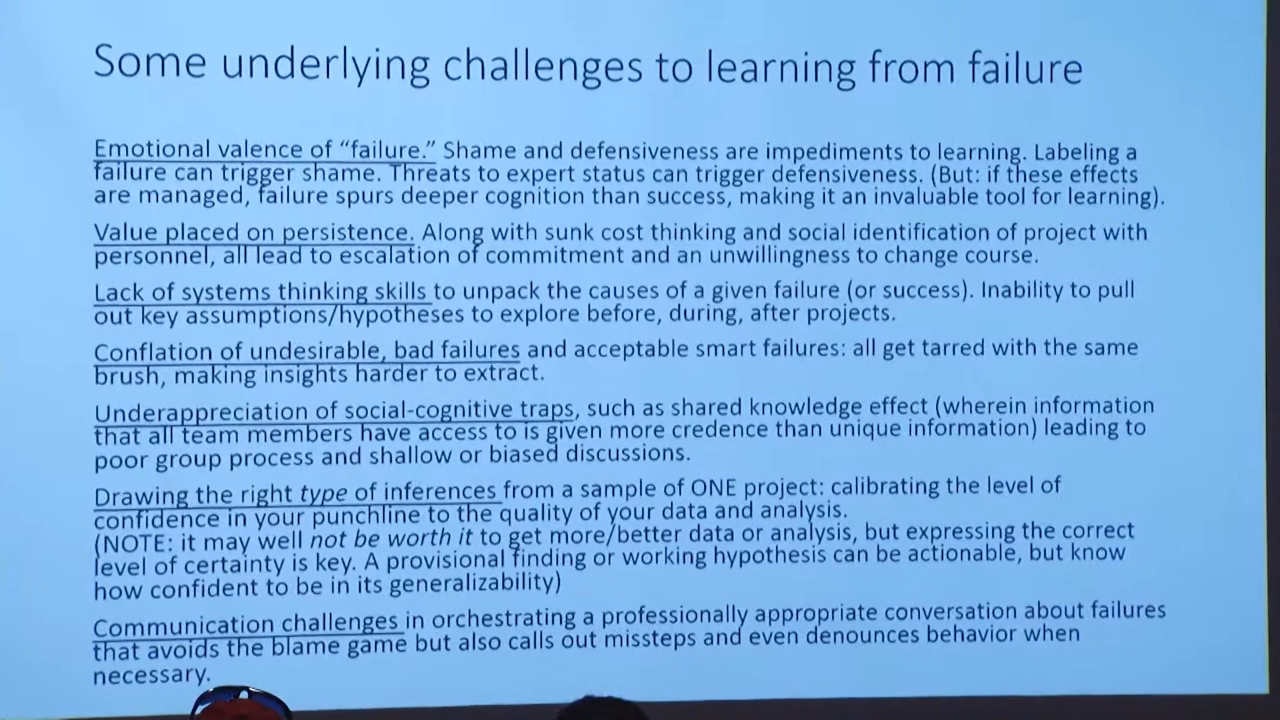 Some underlying challenges to learning from failure
Emotional valence of “failure.” Shame and defensiveness are impediments to learning. Labeling a
failure can trigger shame. Threats to expert status can trigger defensiveness. (But: if these effects
are managed, failure spurs deeper cognition than success, making it an invaluable tool for learning).
Value placed on persistence. Along with sunk cost thinking and social identification of project with
personnel, all lead to escalation of commitment and an unwillingness to change course.
Lack of systems thinking skills to unpack the causes of a given failure (or success). Inability to pull
out key assumptions/hypotheses to explore before, during, after projects.
Conflation of undesirable, bad failures and acceptable smart failures: all get tarred with the same
brush, making insights harder to extract.
Underappreciation of social-cognitive traps, such as shared knowledge effect (wherein information
that all team members have access to is given more credence than unique information) leading to
poor group process and shallow or biased discussions.
Drawing the right type of inferences from a sample of ONE project: calibrating the level of
confidence in your punchline to the quality of your data and analysis.
(NOTE: it may well not be worth it to get more/better data or analysis, but expressing the correct
level of certainty is key. A provisional finding or working hypothesis can be actionable, but know
how confident to be in its generalizability)
Communication challenges in orchestrating a professionally appropriate conversation about failures
that avoids the blame game but also calls out missteps and even denounces behavior when
necessary.